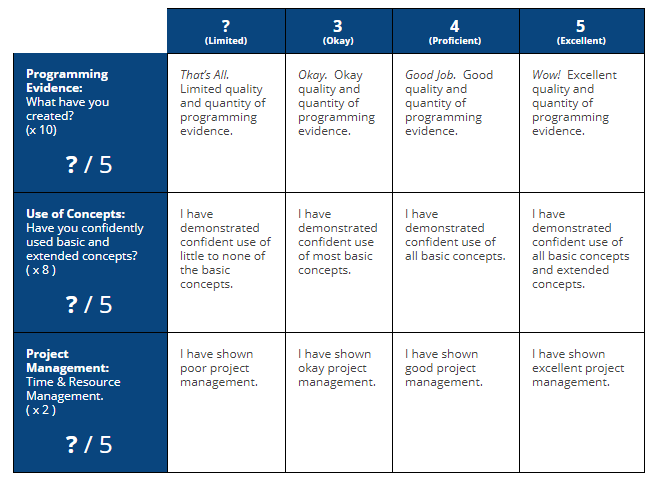 ?
(Limited)
3
(Okay)
4
(Proficient)
5
(Excellent)
Programming
Evidence:
What have you
created?
(x 10)
? / 5
That's All.
Limited quality
and quantity of
programming
evidence.
Okay. Okay
quality and
quantity of
programming
evidence.
Good Job. Good
quality and
quantity of
programming
evidence.
Wow! Excellent
quality and
quantity of
programming
evidence.
Use of Concepts:
Have you confidently
used basic and
extended concepts?
( x 8 )
? / 5
I have
demonstrated
confident use of
little to none of
the basic
concepts.
I have
demonstrated
confident use
of most basic
concepts.
I have
demonstrated
confident use of
all basic concepts.
I have
demonstrated
confident use of
all basic concepts
and extended
concepts.
Project
Management:
Time & Resource
Management.
( x 2 )
? / 5
I have shown
poor project
management.
I have shown
okay project
management.
I have shown
good project
management.
I have shown
excellent project
management.